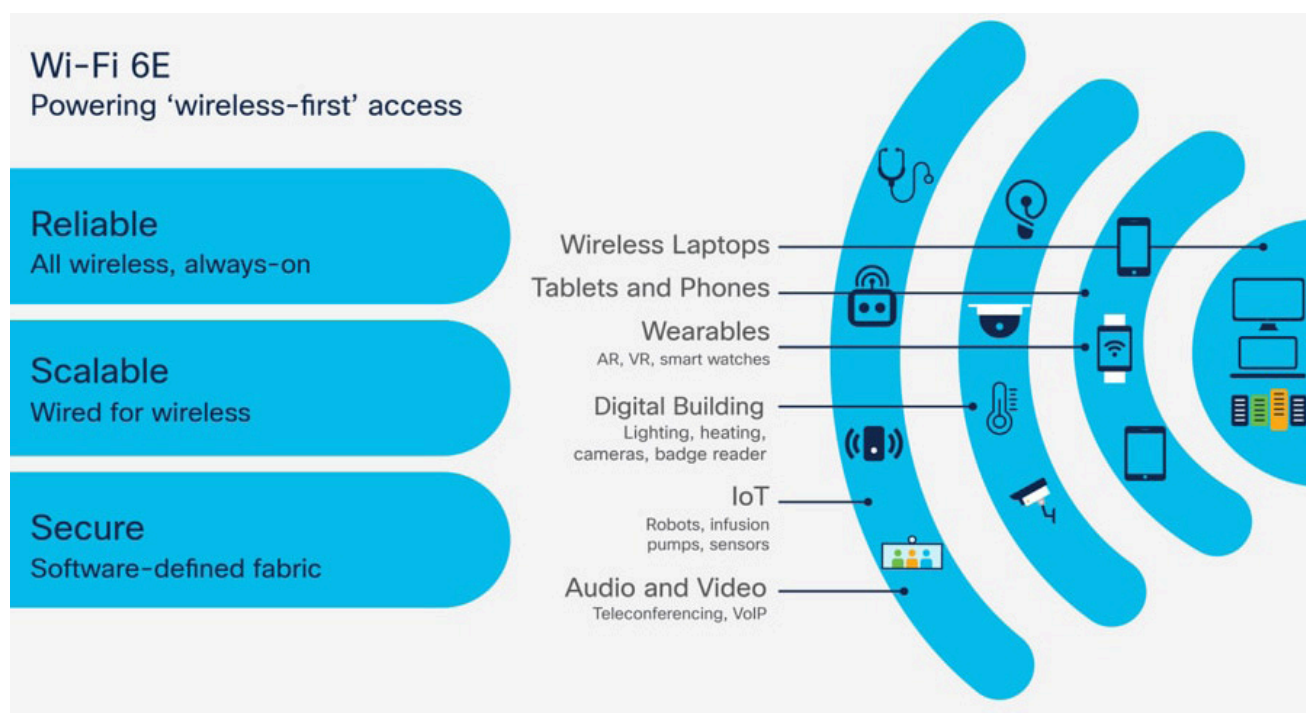 Wi-Fi 6E
Powering ‘wireless-first’ access
Reliable
All wireless, always-on
Scalable
Wired for wireless
Secure
Software-defined fabric
Wireless Laptops
Tablets and Phones
Wearables
AR, VR, smart watches
Digital Building
Lighting, heating,
cameras, badge reader
IoT
Robots, infusion
pumps, sensors
Audio and Video
Teleconferencing, VoIP